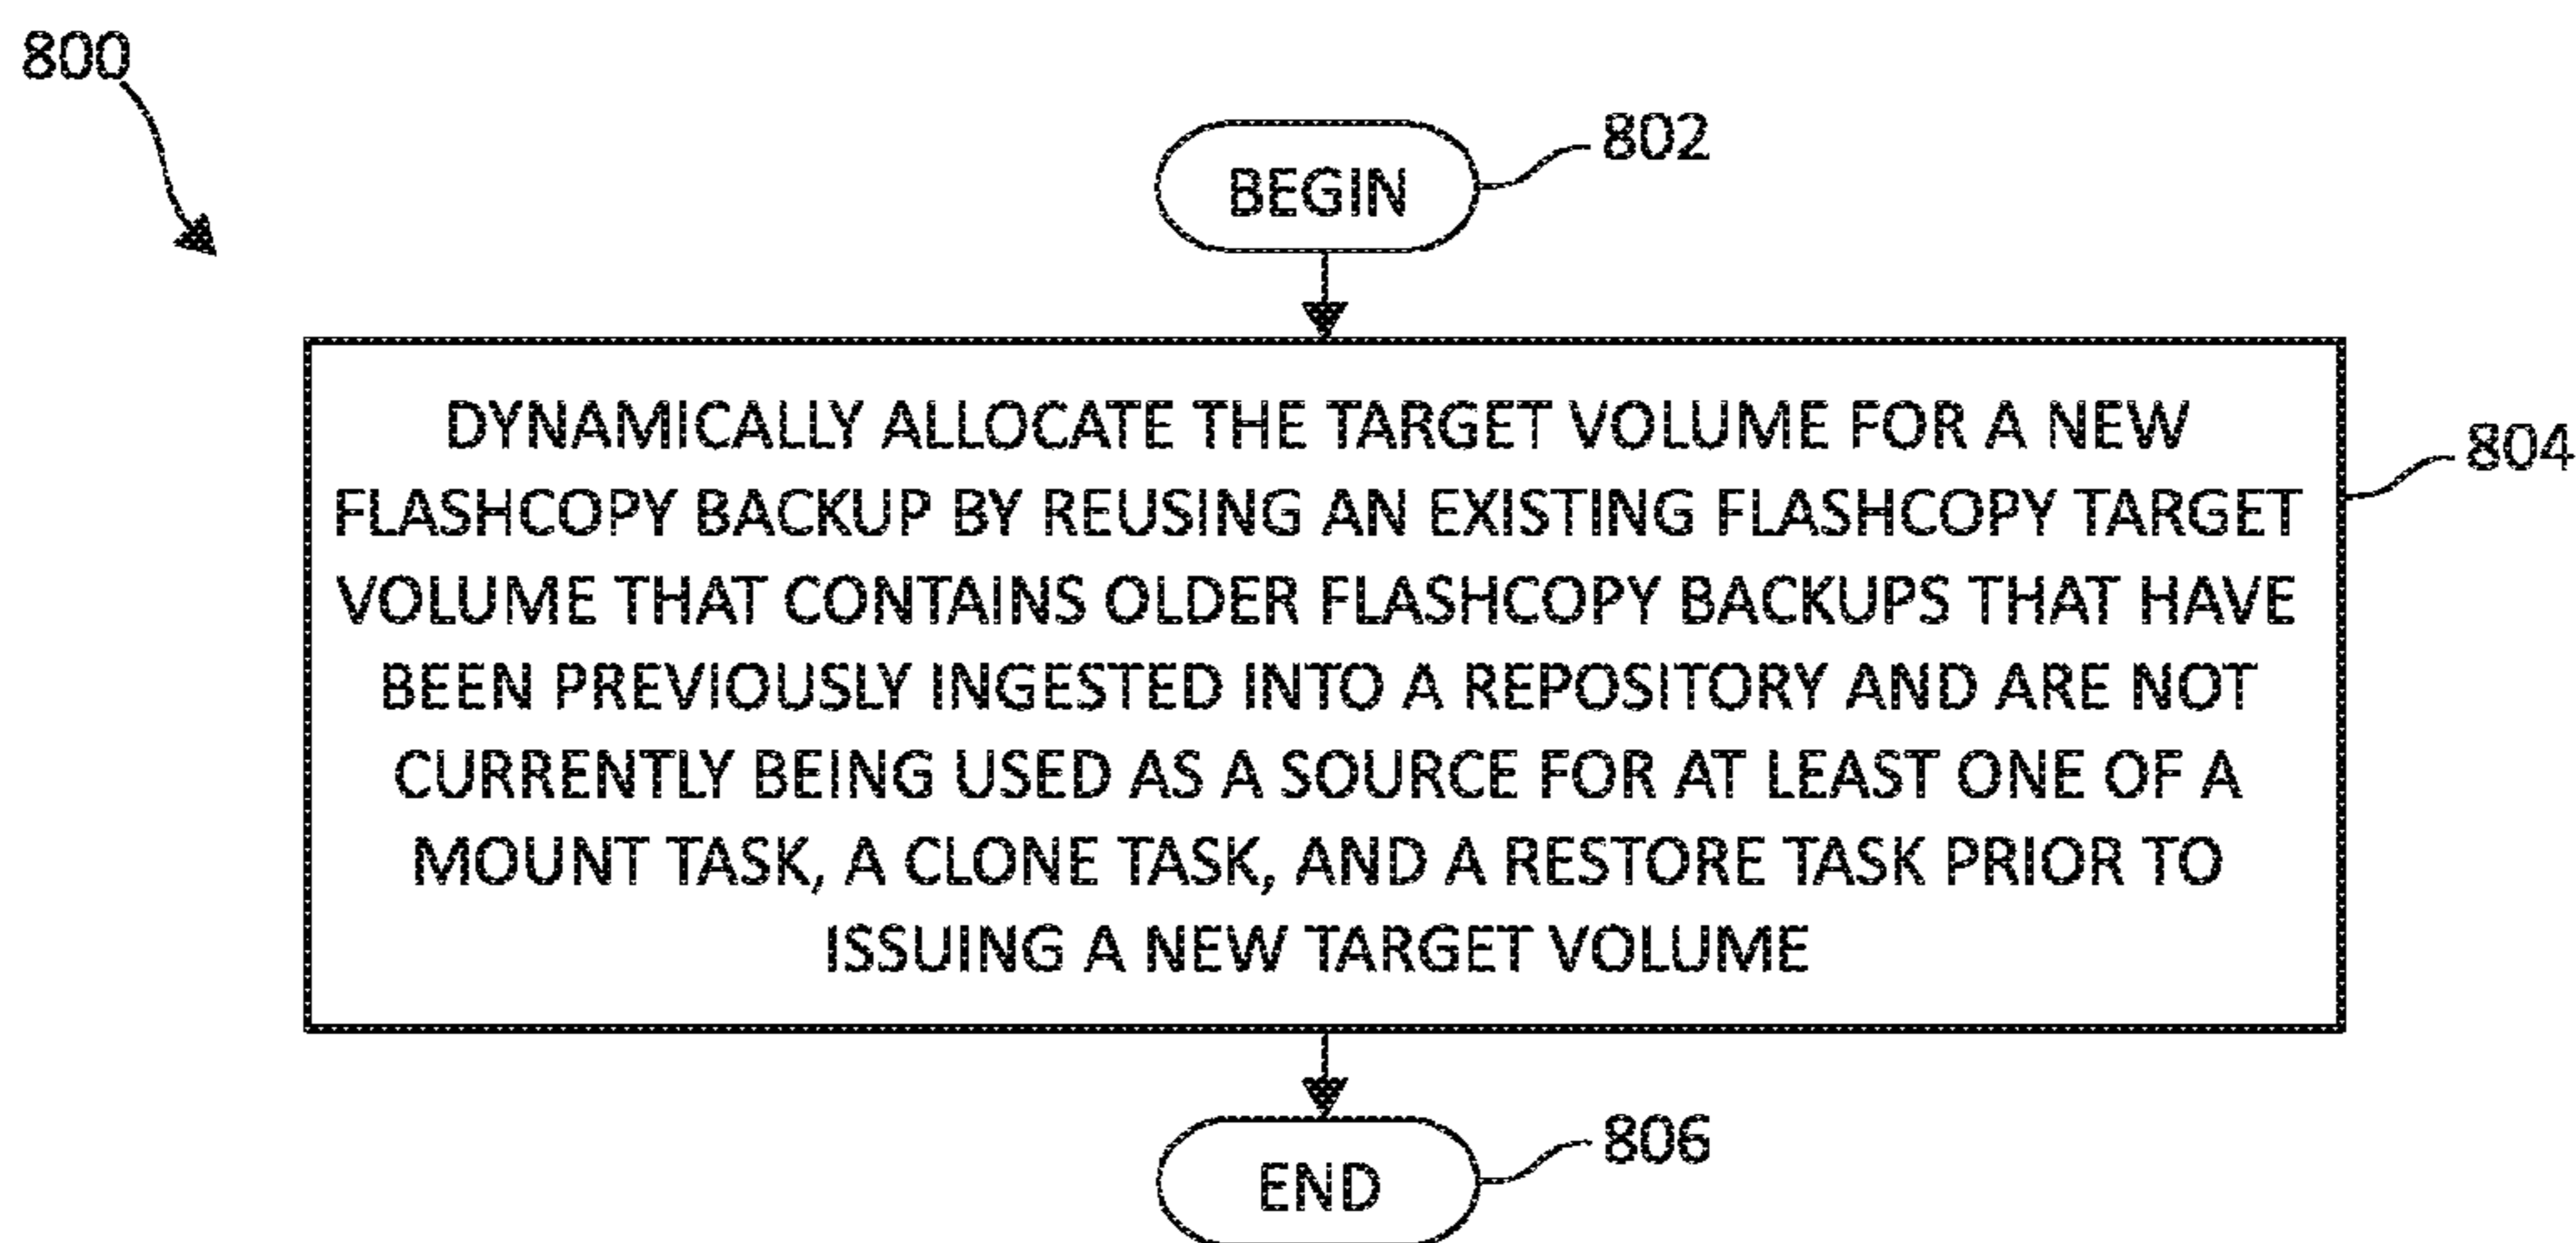 800
BEGIN
802
DYNAMICALLY ALLOCATE THE TARGET VOLUME FOR A NEW
FLASHCOPY BACKUP BY REUSING AN EXISTING FLASHCOPY TARGET
VOLUME THAT CONTAINS OLDER FLASHCOPY BACKUPS THAT HAVE
BEEN PREVIOUSLY INGESTED INTO A REPOSITORY AND ARE NOT
CURRENTLY BEING USED AS A SOURCE FOR AT LEAST ONE OF A
MOUNT TASK, A CLONE TASK, AND A RESTORE TASK PRIOR TO
ISSUING A NEW TARGET VOLUME
804
END
806